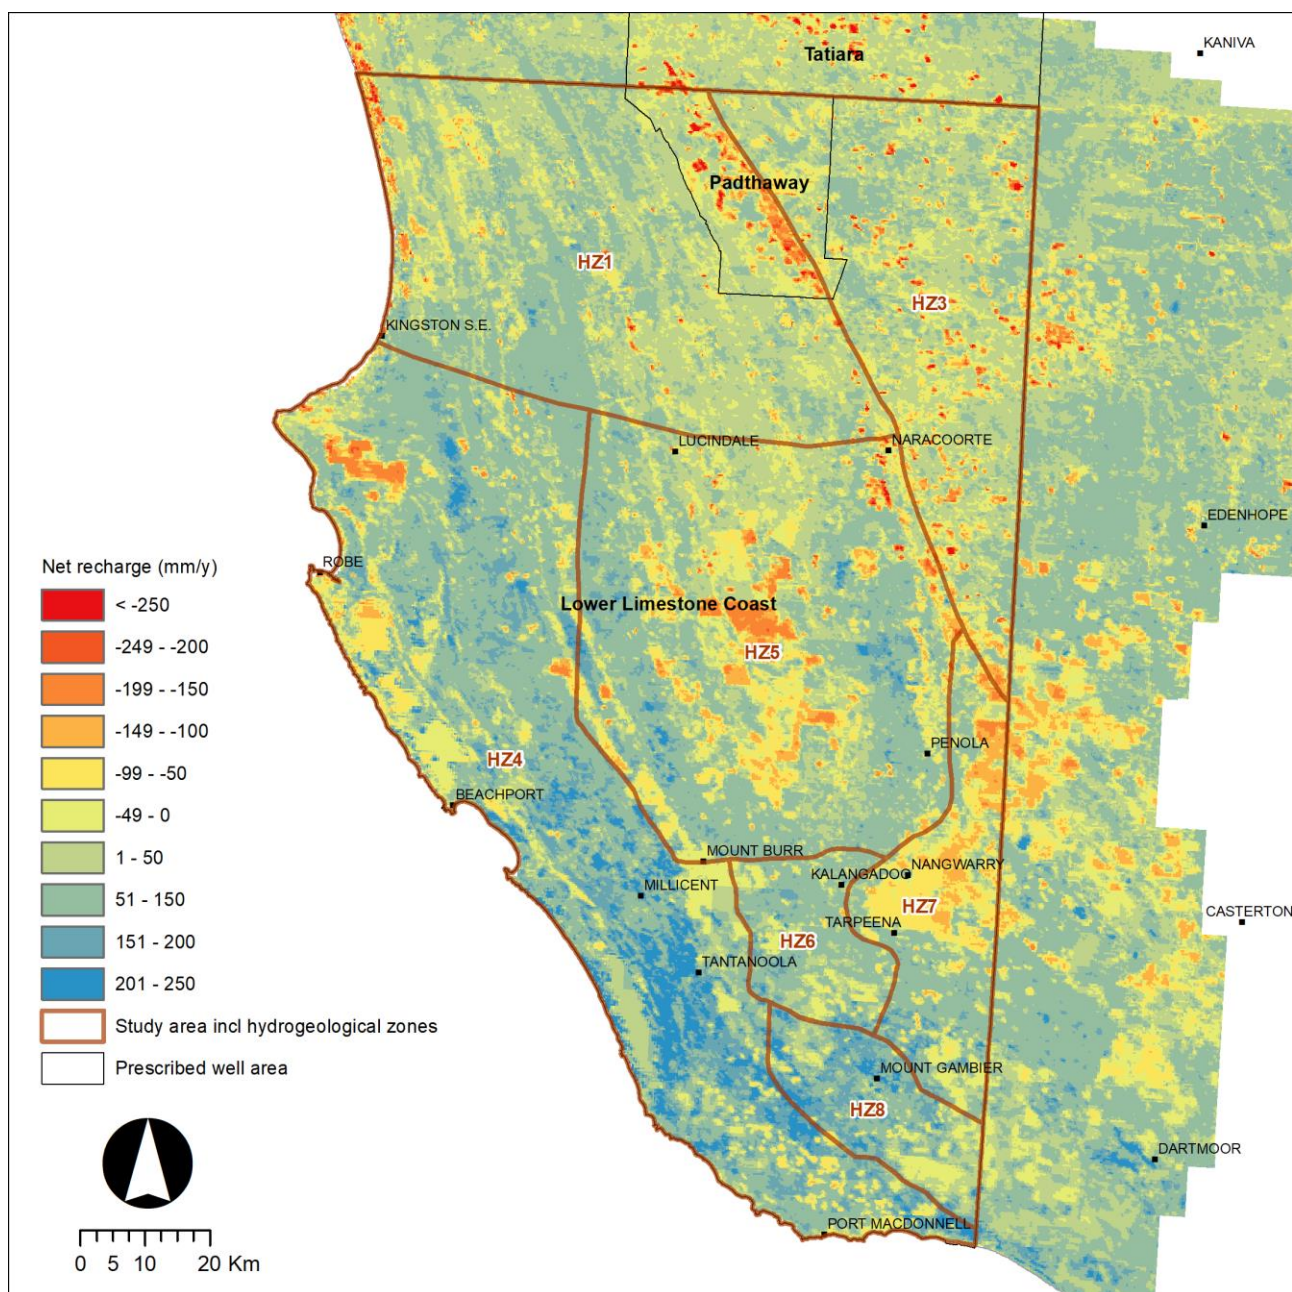 KANIVA
Tatiara
Padthaway
HZ1
HZ3
KINGSTON S.E.
LUCINDALE
NARACOORTE
EDENHOPE
ROBE
Lower Limestone Coast
HZ5
PENOLA
HZ4
BEACHPORT
MOUNT BURR
NANGWARRY
KALANGADOO
MILLICENT
HZ7
CASTERTON
TARPEENA
HZ6
TANTANOOLA
MOUNT GAMBIER
HZ8
DARTMOOR
PORT MACDONNELL
Net recharge (mm/y)
< -250
-249 - -200
-199 - -150
-149 - -100
-99 - -50
-49 - 0
1 - 50
51 - 150
151 - 200
201 - 250
Study area incl hydrogeological zones
Prescribed well area
0 5 10 20 Km